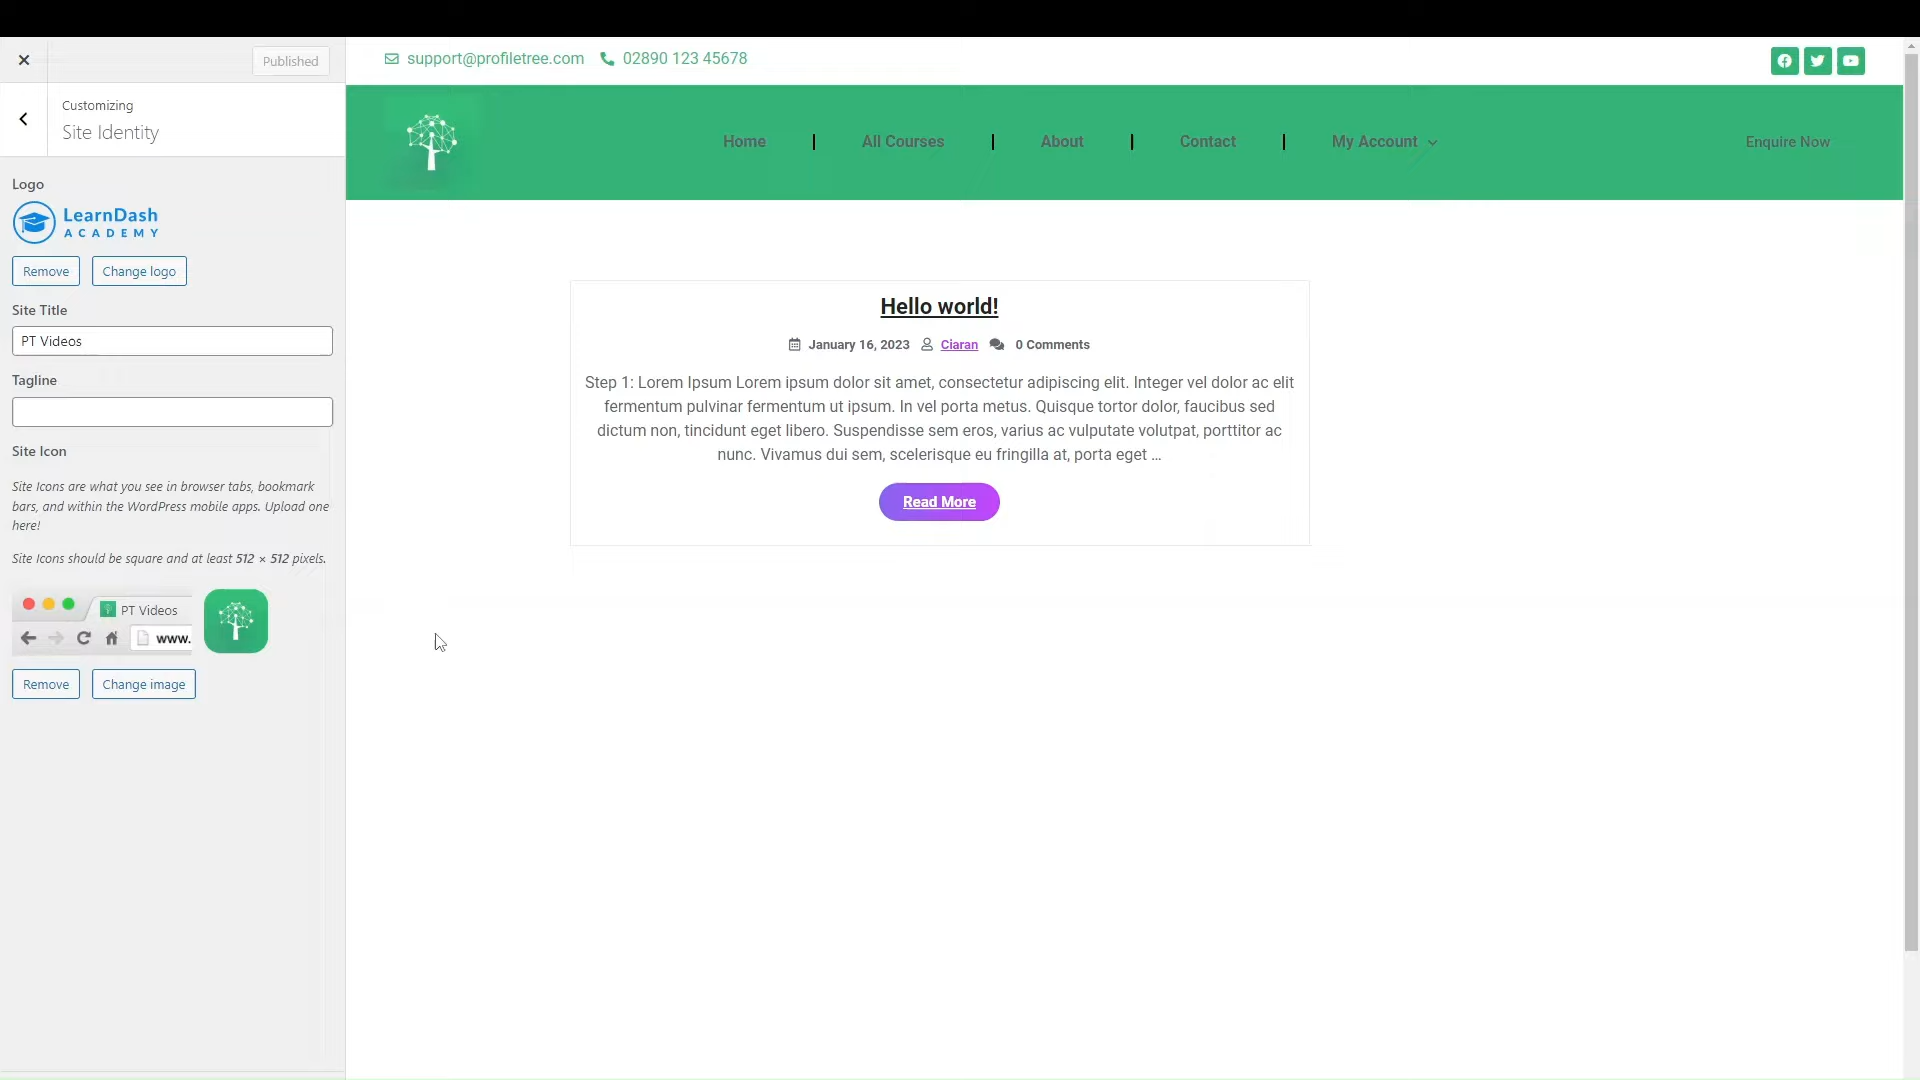 Published
Customizing
Site Identity
Logo
LearnDash
ACADEMY
Remove
Change logo
Site Title
PT Videos
Tagline
Site Icon
Site Icons are what you see in browser tabs, bookmark
bars, and within the WordPress mobile apps. Upload one
here!
Site Icons should be square and at least 512 × 512 pixels.
PT Videos
www.
Remove
Change image
support@profiletree.com 02890 123 45678
Home All Courses About Contact My Account Enquire Now
Hello world!
January 16, 2023 Ciaran 0 Comments
Step 1: Lorem Ipsum Lorem ipsum dolor sit amet, consectetur adipiscing elit. Integer vel dolor ac elit
fermentum pulvinar fermentum ut ipsum. In vel porta metus. Quisque tortor dolor, faucibus sed
dictum non, tincidunt eget libero. Suspendisse sem eros, varius ac vulputate volutpat, porttitor ac
nunc. Vivamus dui sem, scelerisque eu fringilla at, porta eget …
Read More